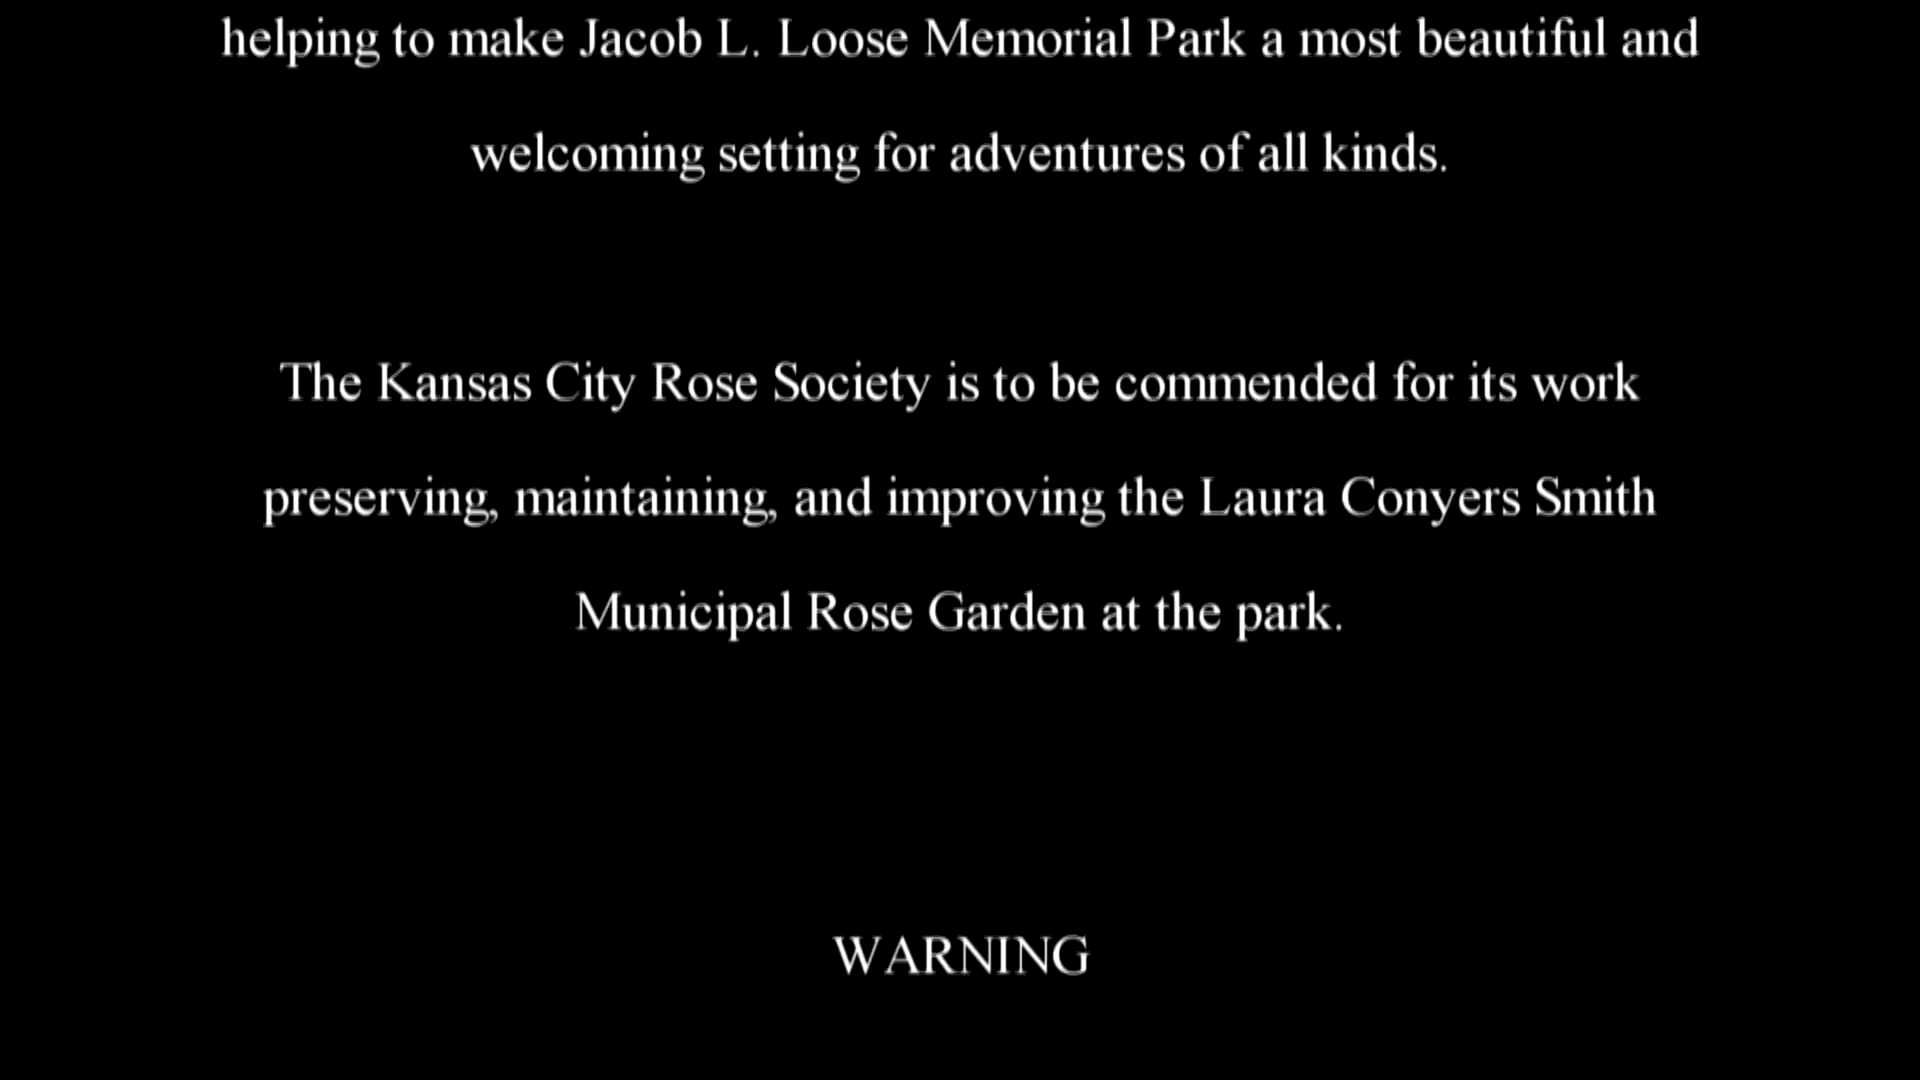 helping to make Jacob L. Loose Memorial Park a most beautiful and
welcoming setting for adventures of all kinds.
The Kansas City Rose Society is to be commended for its work
preserving, maintaining, and improving the Laura Conyers Smith
Municipal Rose Garden at the park.
WARNING